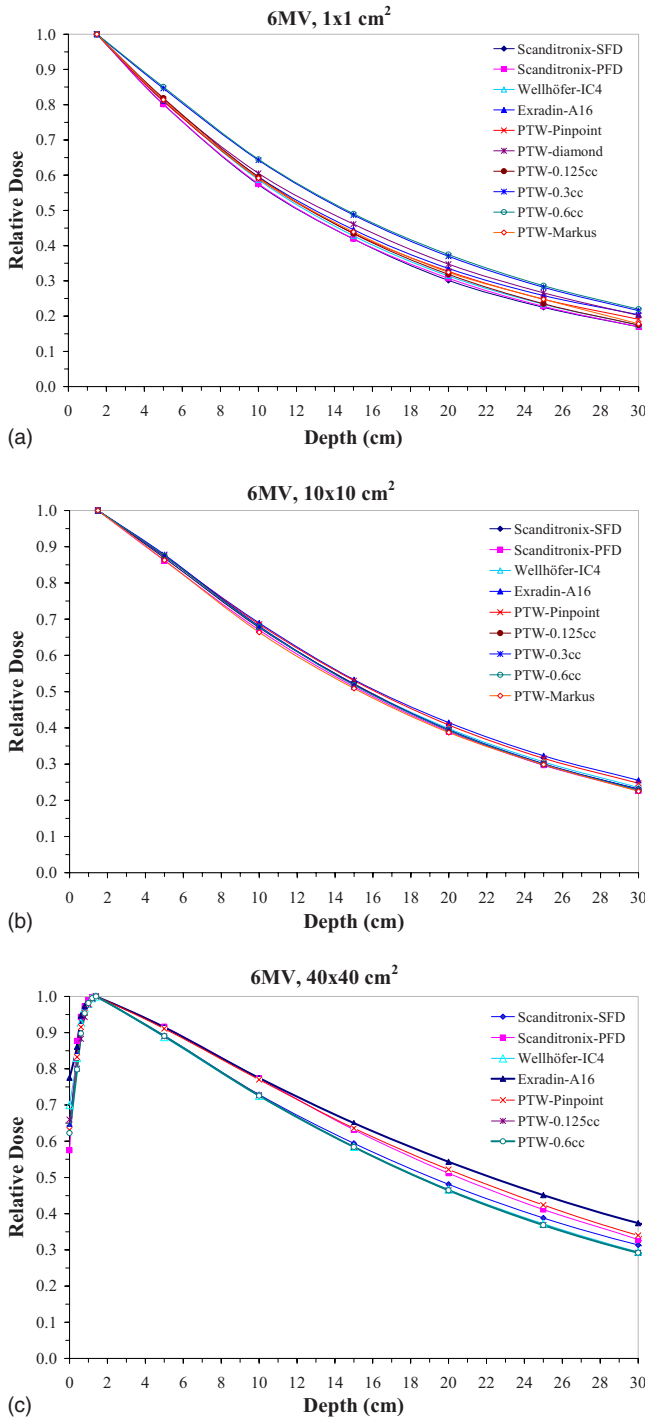 6MV, 1x1 cm²
1.0
0.9
0.8
0.7
0.6
0.5
0.4
0.3
0.2
0.1
0.0
Relative Dose
Scanditronix-SFD
Scanditronix-PFD
Wellhöfer-IC4
Exradin-A16
PTW-Pinpoint
PTW-diamond
PTW-0.125cc
PTW-0.3cc
PTW-0.6cc
PTW-Markus
0 2 4 6 8 10 12 14 16 18 20 22 24 26 28 30
(a) Depth (cm)
6MV, 10x10 cm²
1.0
0.9
0.8
0.7
0.6
0.5
0.4
0.3
0.2
0.1
0.0
Relative Dose
Scanditronix-SFD
Scanditronix-PFD
Wellhöfer-IC4
Exradin-A16
PTW-Pinpoint
PTW-0.125cc
PTW-0.3cc
PTW-0.6cc
PTW-Markus
0 2 4 6 8 10 12 14 16 18 20 22 24 26 28 30
(b) Depth (cm)
6MV, 40x40 cm²
1.0
0.9
0.8
0.7
0.6
0.5
0.4
0.3
0.2
0.1
0.0
Relative Dose
Scanditronix-SFD
Scanditronix-PFD
Wellhöfer-IC4
Exradin-A16
PTW-Pinpoint
PTW-0.125cc
PTW-0.6cc
0 2 4 6 8 10 12 14 16 18 20 22 24 26 28 30
(c) Depth (cm)